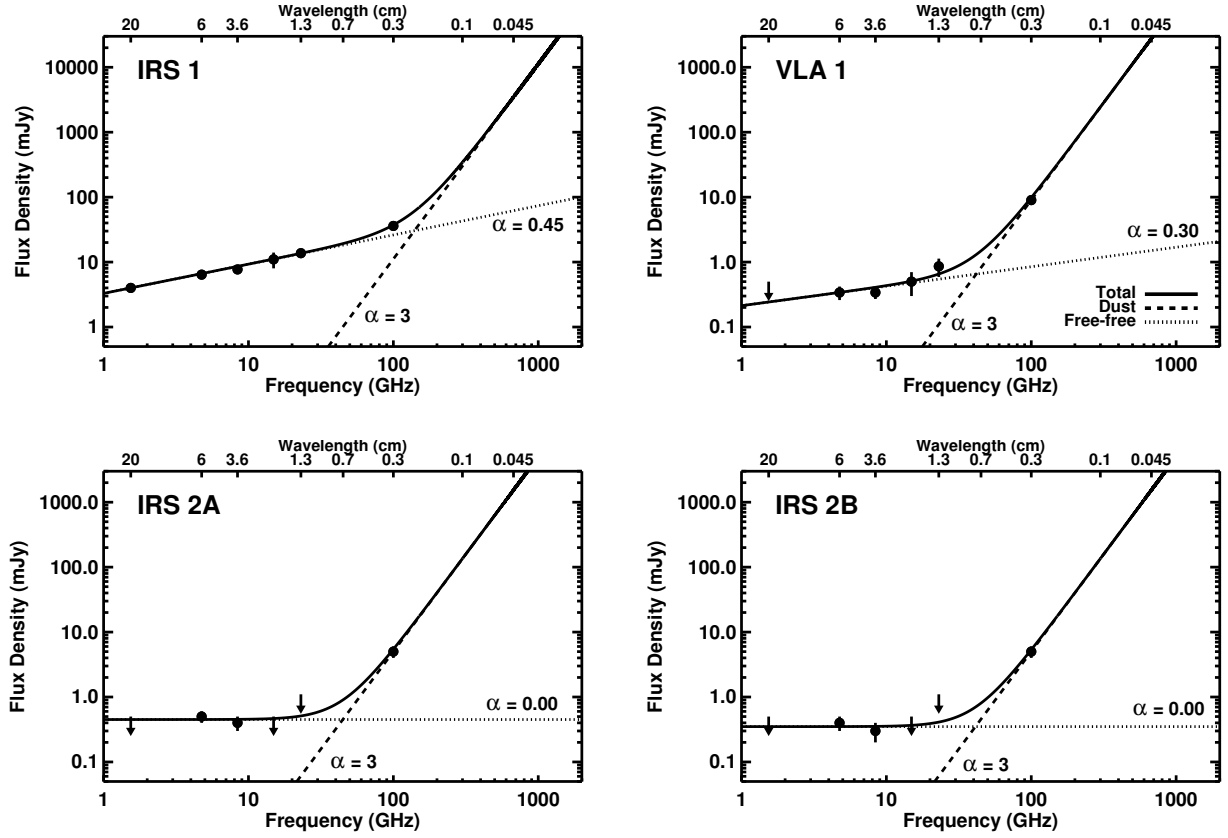 Wavelength (cm)
20 6 3.6 1.3 0.7 0.3 0.1 0.045
IRS 1
Flux Density (mJy)
10000
1000
100
10
1
α = 0.45
α = 3
1 10 100 1000
Frequency (GHz)
Wavelength (cm)
20 6 3.6 1.3 0.7 0.3 0.1 0.045
VLA 1
Flux Density (mJy)
1000.0
100.0
10.0
1.0
0.1
α = 0.30
α = 3
Total
Dust
Free-free
1 10 100 1000
Frequency (GHz)
Wavelength (cm)
20 6 3.6 1.3 0.7 0.3 0.1 0.045
IRS 2A
Flux Density (mJy)
1000.0
100.0
10.0
1.0
0.1
α = 0.00
α = 3
1 10 100 1000
Frequency (GHz)
Wavelength (cm)
20 6 3.6 1.3 0.7 0.3 0.1 0.045
IRS 2B
Flux Density (mJy)
1000.0
100.0
10.0
1.0
0.1
α = 0.00
α = 3
1 10 100 1000
Frequency (GHz)